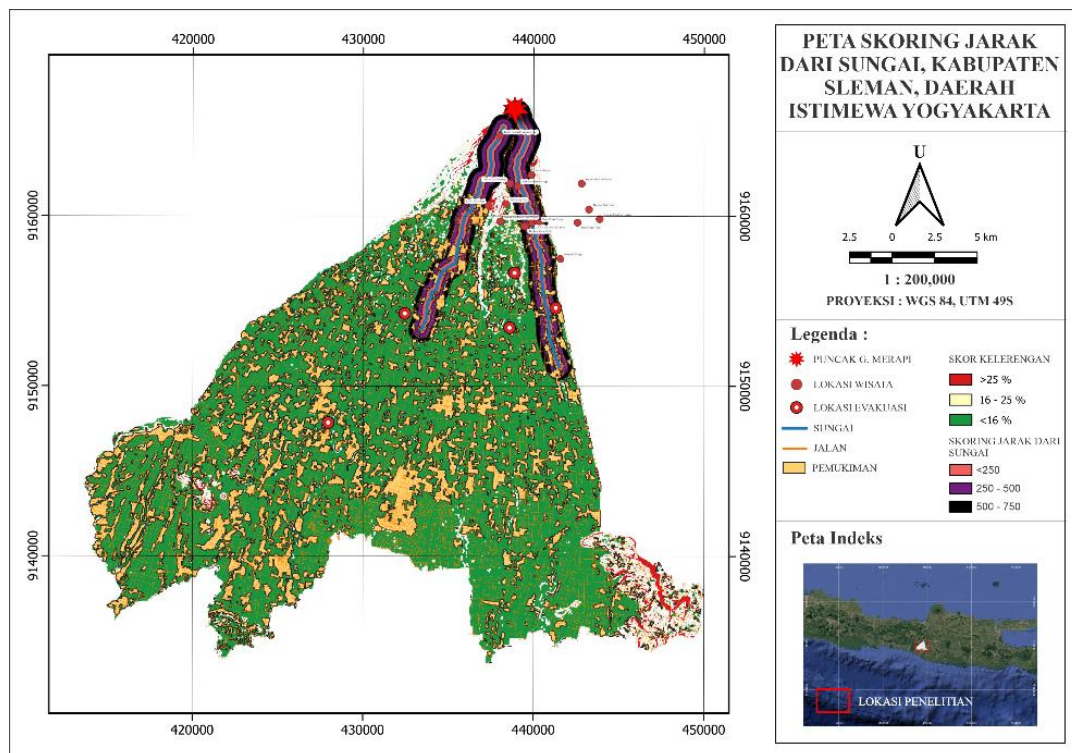 PETA SKORING JARAK
DARI SUNGAI, KABUPATEN
SLEMAN, DAERAH
ISTIMEWA YOGYAKARTA
U
2.5 0 2.5 5 km
1 : 200,000
PROYEKSI : WGS 84, UTM 49S
Legenda :
PUNCAK G. MERAPI
LOKASI WISATA
LOKASI EVAKUASI
SUNGAI
JALAN
PEMUKIMAN
SKOR KELERENGAN
>25 %
16 - 25 %
<16 %
SKORING JARAK DARI
SUNGAI
<250
250 - 500
500 - 750
Peta Indeks
LOKASI PENELITIAN
420000 430000 440000 450000
9160000 9160000
9150000 9150000
9140000 9140000
420000 430000 440000 450000